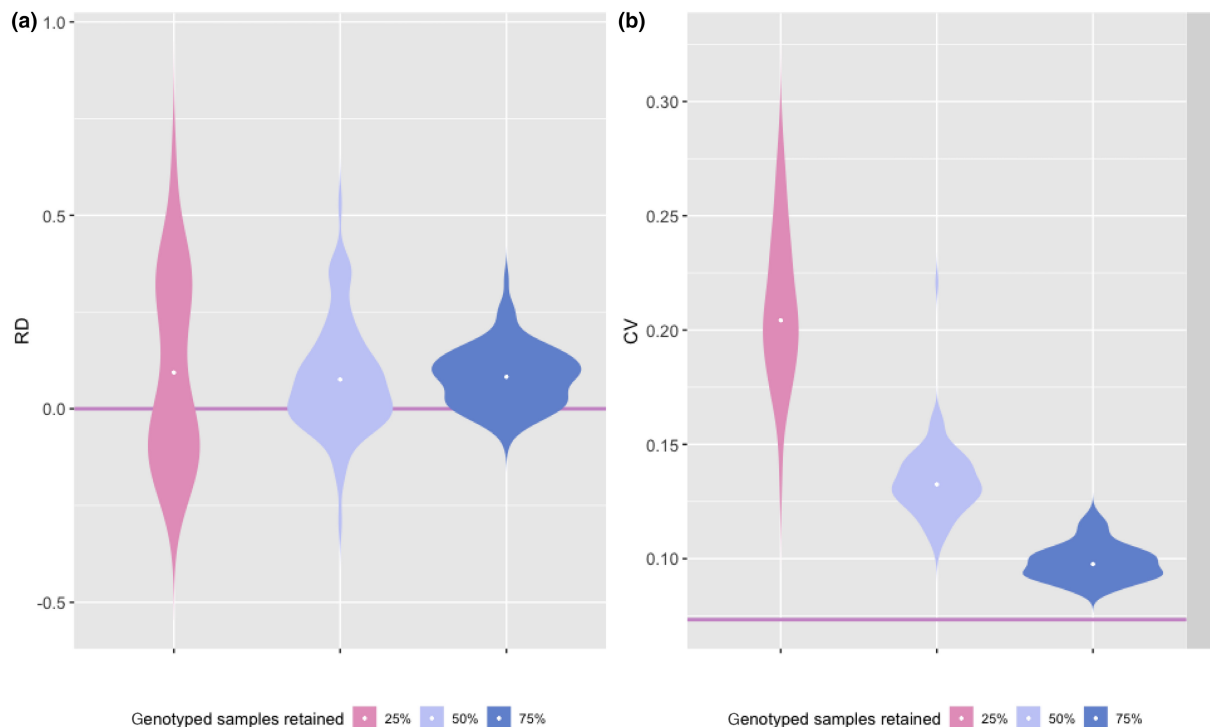 (a)
1.0
0.5
0.0
-0.5
RD
Genotyped samples retained 25% 50% 75%
(b)
0.30
0.25
0.20
0.15
0.10
CV
Genotyped samples retained 25% 50% 75%